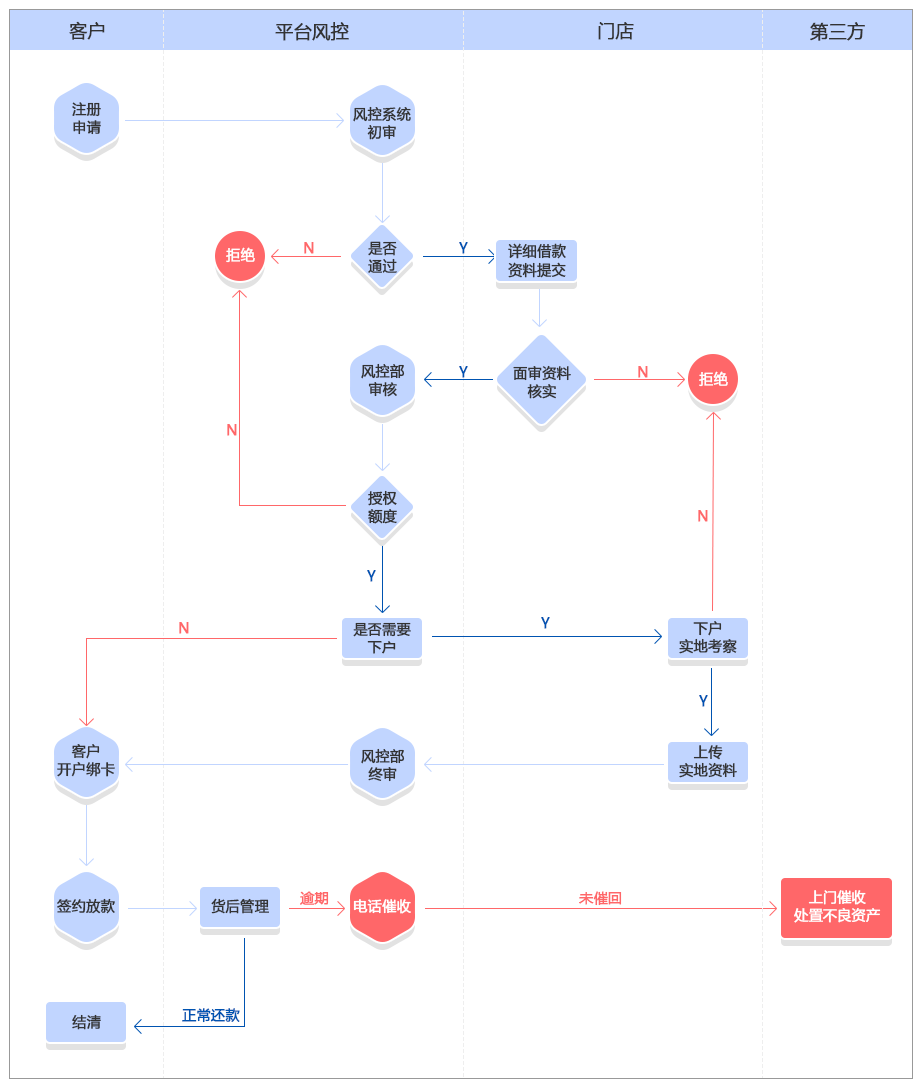 客户
平台风控
门店
第三方
注册
申请
风控系统
初审
拒绝
N
是否
通过
Y
详细借款
资料提交
风控部
审核
Y
面审资料
核实
N
拒绝
N
授权
额度
N
Y
N
是否需要
下户
Y
下户
实地考察
Y
客户
开户绑卡
风控部
终审
上传
实地资料
签约放款
货后管理
逾期
电话催收
未催回
上门催收
处置不良资产
结清
正常还款